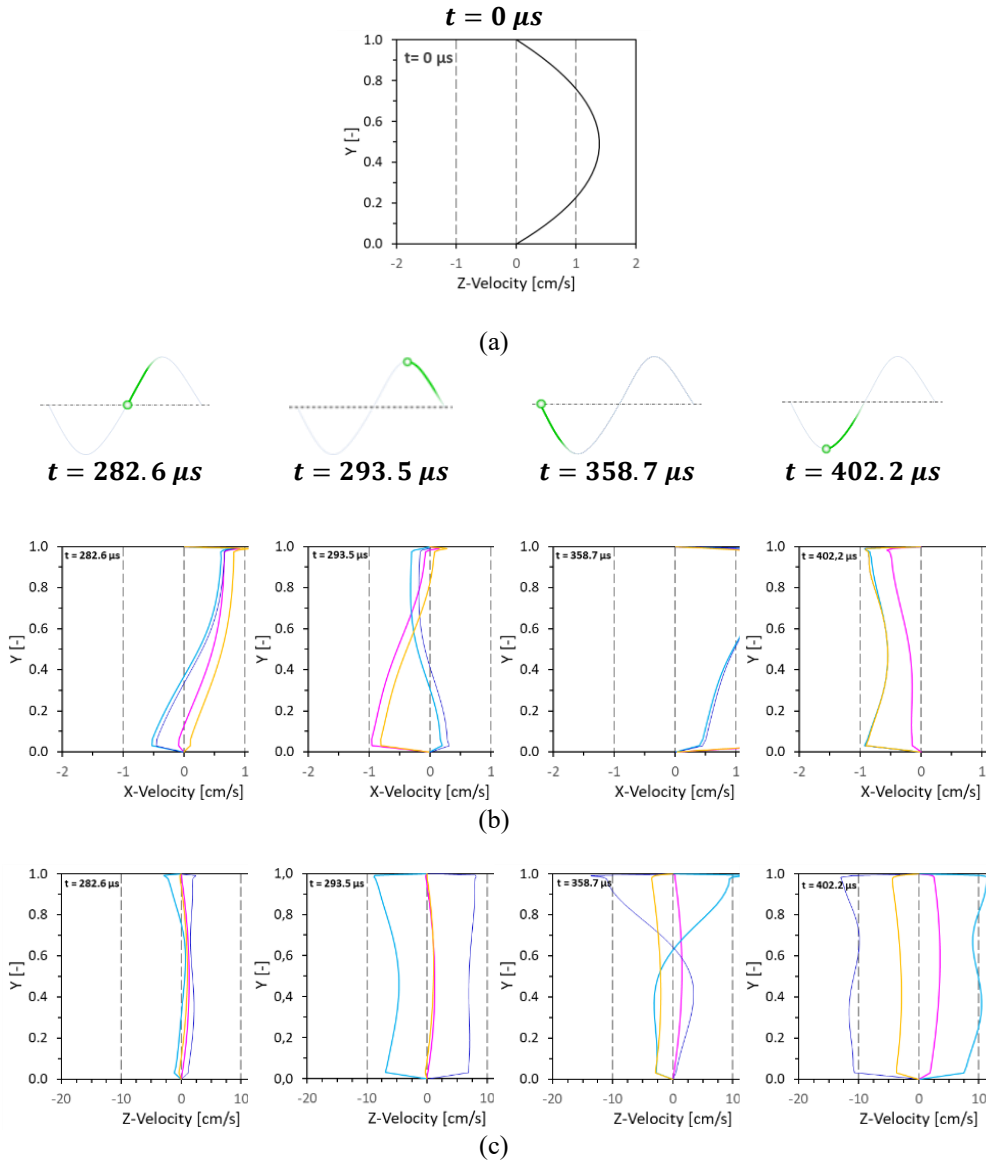 t = 0 μs
t= 0 μs
1.0
0.8
0.6
0.4
0.2
0.0
Y [-]
-2 -1 0 1 2
Z-Velocity [cm/s]
(a)
t = 282.6 μs t = 293.5 μs t = 358.7 μs t = 402.2 μs
t = 282.6 μs t = 293.5 μs t = 358.7 μs t = 402,2 μs
1.0 1.0 1.0 1.0
0.8 0.8 0.8 0.8
0.6 0.6 0.6 0.6
0.4 0.4 0.4 0.4
0.2 0.2 0.2 0.2
0.0 0.0 0.0 0.0
Y [-] Y [-] Y [-] Y [-]
-2 -1 0 1 -2 -1 0 1 -2 -1 0 1 -2 -1 0 1
X-Velocity [cm/s] X-Velocity [cm/s] X-Velocity [cm/s] X-Velocity [cm/s]
(b)
t = 282.6 μs t = 293.5 μs t = 358.7 μs t = 402.2 μs
1.0 1,0 1.0 1,0
0.8 0,8 0.8 0,8
0.6 0,6 0.6 0,6
0.4 0,4 0.4 0,4
0.2 0,2 0.2 0,2
0.0 0,0 0.0 0,0
Y [-] Y [-] Y [-] Y [-]
-20 -10 0 10 -20 -10 0 10 -20 -10 0 10 -20 -10 0 10
Z-Velocity [cm/s] Z-Velocity [cm/s] Z-Velocity [cm/s] Z-Velocity [cm/s]
(c)